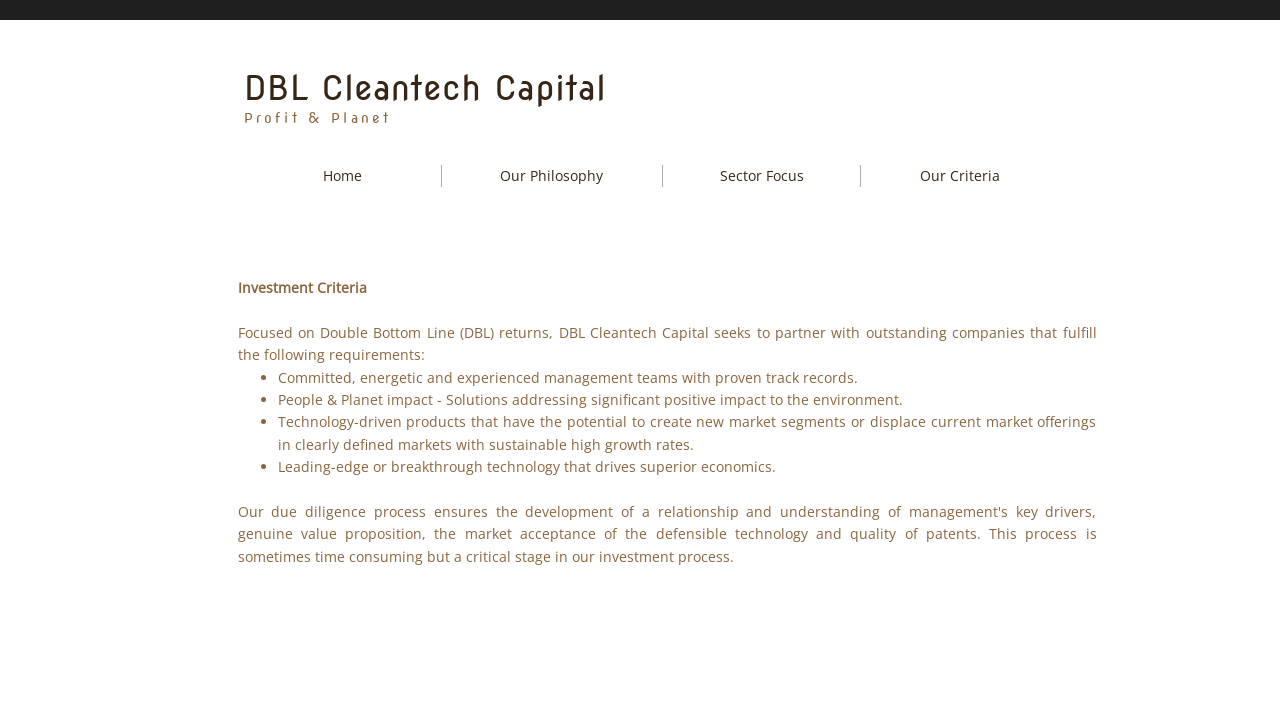 DBL Cleantech Capital
Profit & Planet
Home
Our Philosophy
Sector Focus
Our Criteria
Investment Criteria
Focused on Double Bottom Line (DBL) returns, DBL Cleantech Capital seeks to partner with outstanding companies that fulfill
the following requirements:
• Committed, energetic and experienced management teams with proven track records.
• People & Planet impact - Solutions addressing significant positive impact to the environment.
• Technology-driven products that have the potential to create new market segments or displace current market offerings
in clearly defined markets with sustainable high growth rates.
• Leading-edge or breakthrough technology that drives superior economics.
Our due diligence process ensures the development of a relationship and understanding of management's key drivers,
genuine value proposition, the market acceptance of the defensible technology and quality of patents. This process is
sometimes time consuming but a critical stage in our investment process.